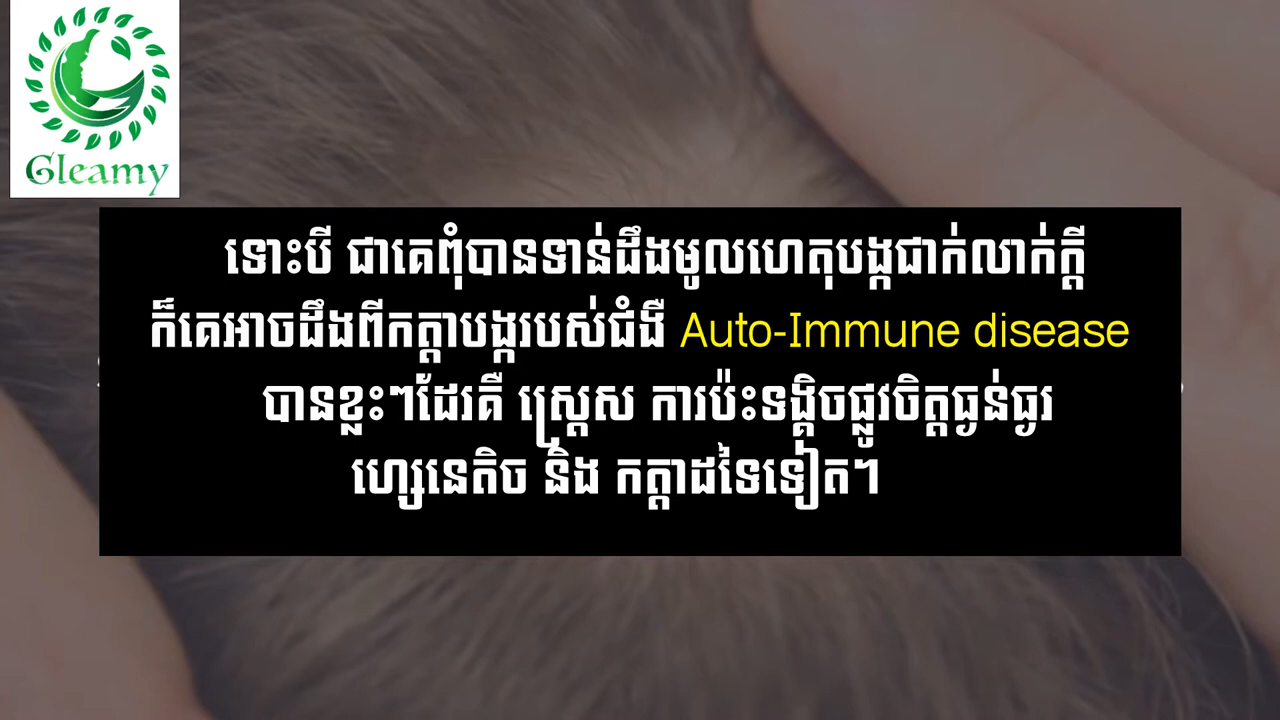 Gleamy
ទោះបី ជាគេពុំបានទាន់ដឹងមូលហេតុបង្កជាក់លាក់ក្តី
ក៏គេអាចដឹងពីកត្តាបង្ករបស់ជំងឺ Auto-Immune disease
បានខ្លះៗដែរគឺ ស្ត្រេស ការប៉ះទង្គិចផ្លូវចិត្តធ្ងន់ធ្ងរ
ហ្សេនេតិច និង កត្តាដទៃទៀត។